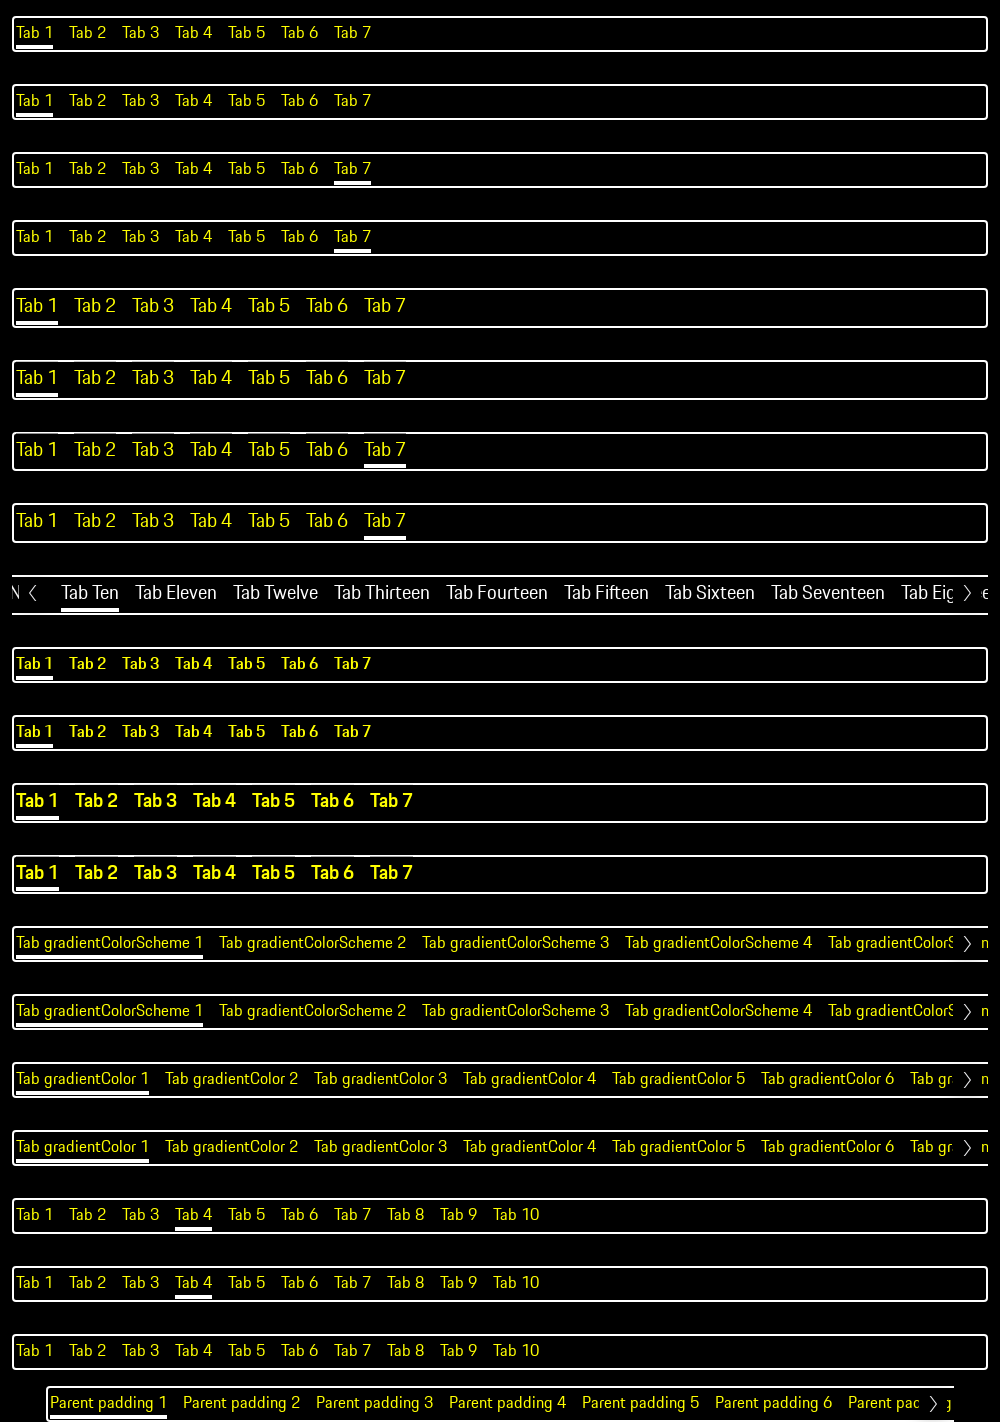 Tab 1 Tab 2 Tab 3 Tab 4 Tab 5 Tab 6 Tab 7
Tab 1 Tab 2 Tab 3 Tab 4 Tab 5 Tab 6 Tab 7
Tab 1 Tab 2 Tab 3 Tab 4 Tab 5 Tab 6 Tab 7
Tab 1 Tab 2 Tab 3 Tab 4 Tab 5 Tab 6 Tab 7
Tab 1 Tab 2 Tab 3 Tab 4 Tab 5 Tab 6 Tab 7
Tab 1 Tab 2 Tab 3 Tab 4 Tab 5 Tab 6 Tab 7
Tab 1 Tab 2 Tab 3 Tab 4 Tab 5 Tab 6 Tab 7
Tab 1 Tab 2 Tab 3 Tab 4 Tab 5 Tab 6 Tab 7
Tab Ten Tab Eleven Tab Twelve Tab Thirteen Tab Fourteen Tab Fifteen Tab Sixteen Tab Seventeen Tab
Tab 1 Tab 2 Tab 3 Tab 4 Tab 5 Tab 6 Tab 7
Tab 1 Tab 2 Tab 3 Tab 4 Tab 5 Tab 6 Tab 7
Tab 1 Tab 2 Tab 3 Tab 4 Tab 5 Tab 6 Tab 7
Tab 1 Tab 2 Tab 3 Tab 4 Tab 5 Tab 6 Tab 7
Tab gradientColorScheme 1 Tab gradientColorScheme 2 Tab gradientColorScheme 3 Tab gradientColorScheme 4 Tab
Tab gradientColorScheme 1 Tab gradientColorScheme 2 Tab gradientColorScheme 3 Tab gradientColorScheme 4 Tab
Tab gradientColor 1 Tab gradientColor 2 Tab gradientColor 3 Tab gradientColor 4 Tab gradientColor 5 Tab gradientColor 6 Tab
Tab gradientColor 1 Tab gradientColor 2 Tab gradientColor 3 Tab gradientColor 4 Tab gradientColor 5 Tab gradientColor 6 Tab
Tab 1 Tab 2 Tab 3 Tab 4 Tab 5 Tab 6 Tab 7 Tab 8 Tab 9 Tab 10
Tab 1 Tab 2 Tab 3 Tab 4 Tab 5 Tab 6 Tab 7 Tab 8 Tab 9 Tab 10
Tab 1 Tab 2 Tab 3 Tab 4 Tab 5 Tab 6 Tab 7 Tab 8 Tab 9 Tab 10
Parent padding 1 Parent padding 2 Parent padding 3 Parent padding 4 Parent padding 5 Parent padding 6 Parent